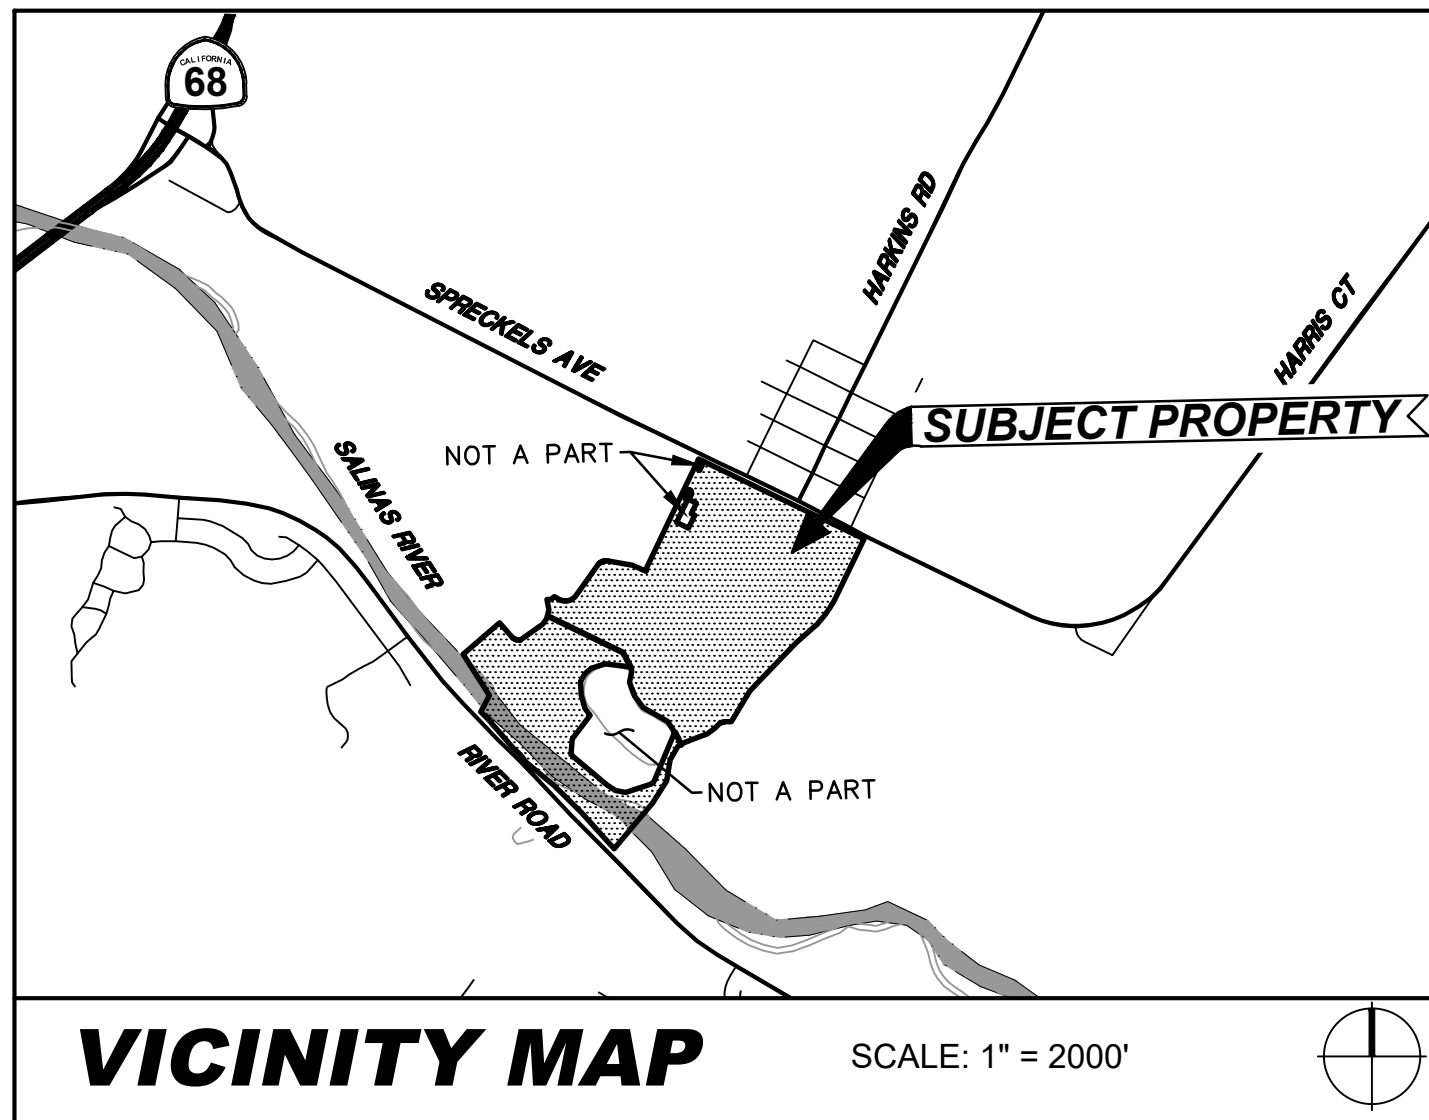 CALIFORNIA
68
HARKINS RD
SPRECKELS AVE
HARRIS CT
SUBJECT PROPERTY
NOT A PART
SALINAS RIVER
RIVER ROAD
NOT A PART
VICINITY MAP
SCALE: 1" = 2000'